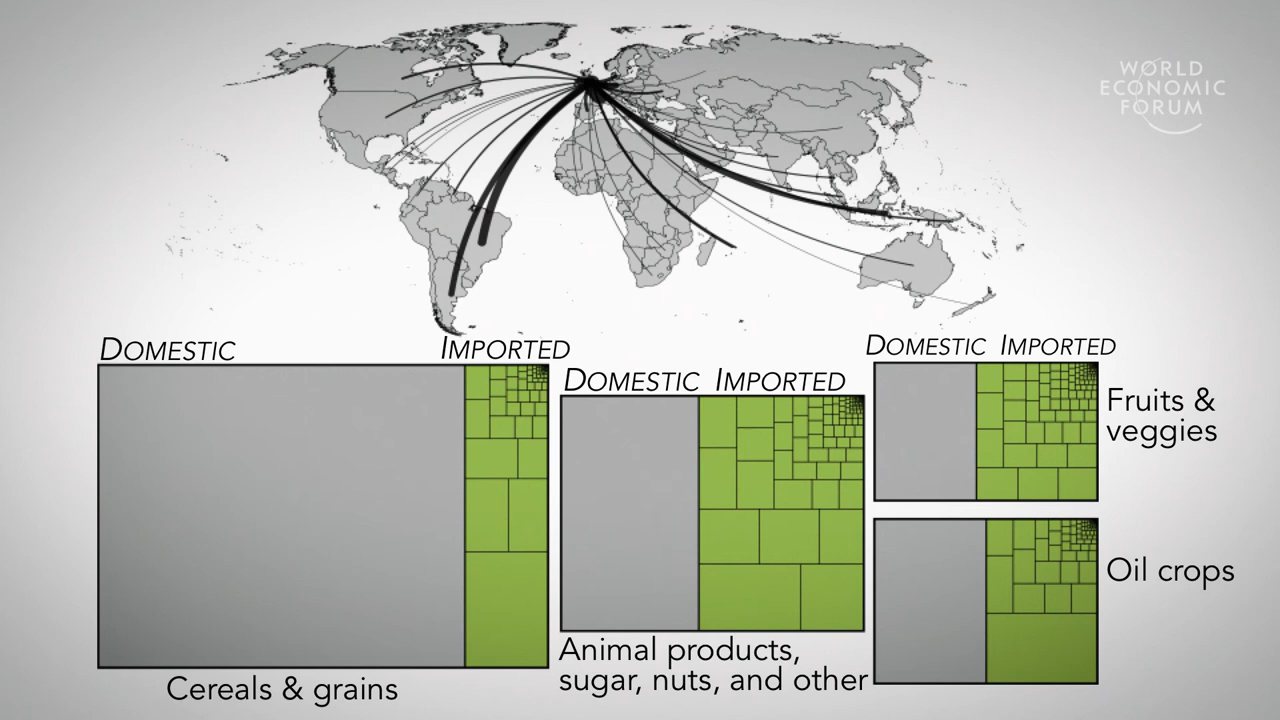 WORLD
ECONOMIC
FORUM
DOMESTIC
IMPORTED
DOMESTIC IMPORTED
DOMESTIC IMPORTED
Fruits &
veggies
Oil crops
Animal products,
sugar, nuts, and other
Cereals & grains